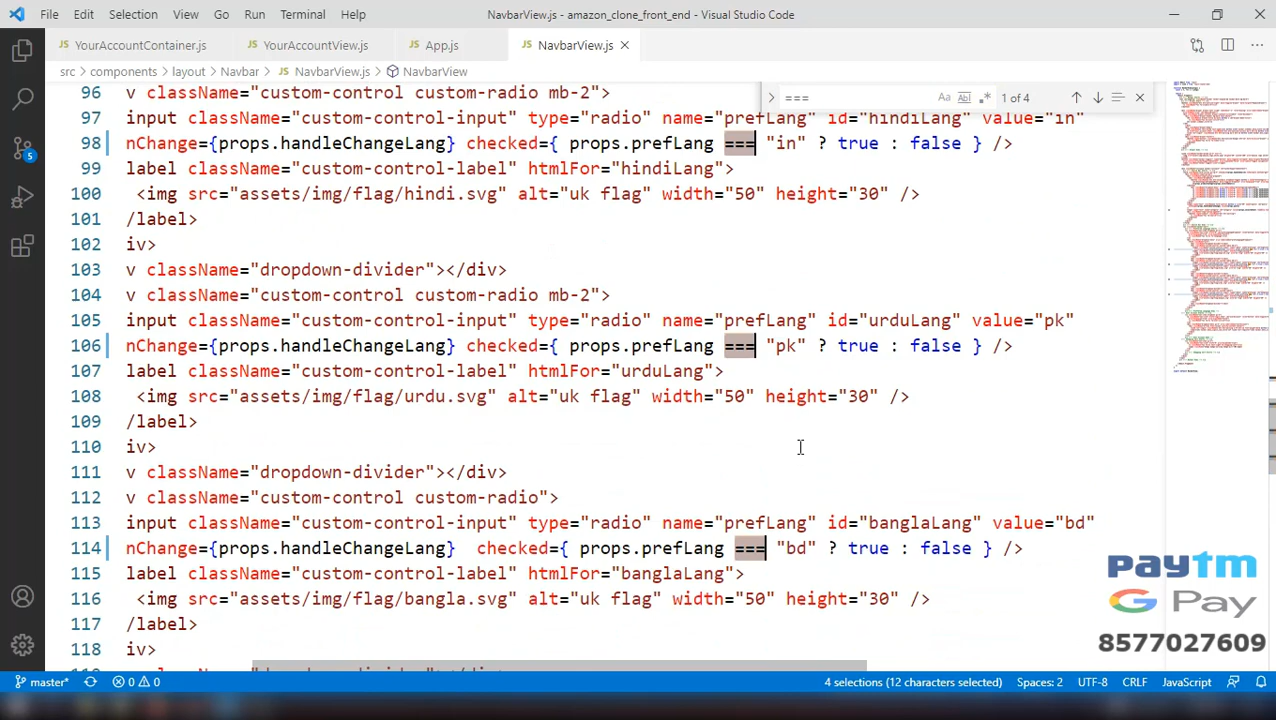 File Edit Selection View Go Run Terminal Help NavbarView.js - amazon_clone_front_end - Visual Studio Code
JS YourAccountContainer.js JS YourAccountView.js JS App.js JS NavbarView.js
src > components > layout > Navbar > JS NavbarView.js > NavbarView
=== Aa Abl .* 1 of 4
96 v className="custom-control custom-radio mb-2">
97 input className="custom-control-input" type="radio" name="prefLang" id="hindiLang" value="in"
98 nChange={props.handleChangeLang} checked={ props.prefLang === "in" ? true : false } />
99 label className="custom-control-label" htmlFor="hindiLang">
100 <img src="assets/img/flag/hindi.svg" alt="uk flag" width="50" height="30" />
101 /label>
102 iv>
103 v className="dropdown-divider"></div>
104 v className="custom-control custom-radio mb-2">
105 input className="custom-control-input" type="radio" name="prefLang" id="urduLang" value="pk"
106 nChange={props.handleChangeLang} checked={ props.prefLang === "pk" ? true : false } />
107 label className="custom-control-label" htmlFor="urduLang">
108 <img src="assets/img/flag/urdu.svg" alt="uk flag" width="50" height="30" />
109 /label>
110 iv>
111 v className="dropdown-divider"></div>
112 v className="custom-control custom-radio">
113 input className="custom-control-input" type="radio" name="prefLang" id="banglaLang" value="bd"
114 nChange={props.handleChangeLang}  checked={ props.prefLang === "bd" ? true : false } />
115 label className="custom-control-label" htmlFor="banglaLang">
116 <img src="assets/img/flag/bangla.svg" alt="uk flag" width="50" height="30" />
117 /label>
118 iv>
paytm
G Pay
8577027609
5
master* 0 0 4 selections (12 characters selected) Spaces: 2 UTF-8 CRLF JavaScript